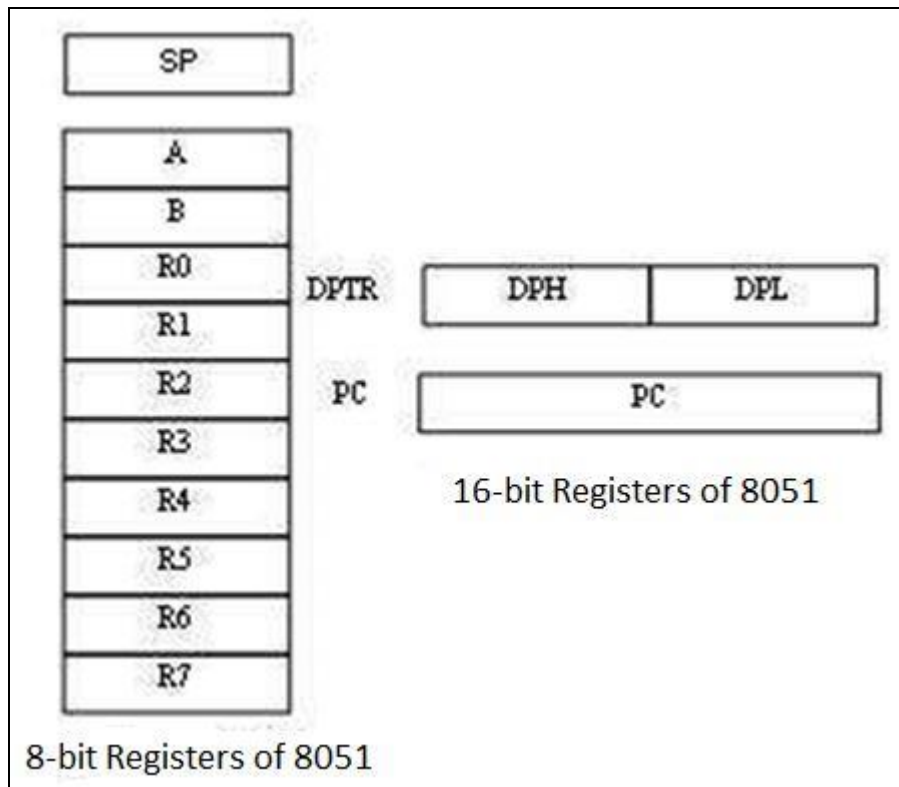 SP
A
B
R0
R1
R2
R3
R4
R5
R6
R7
8-bit Registers of 8051
DPTR DPH DPL
PC PC
16-bit Registers of 8051